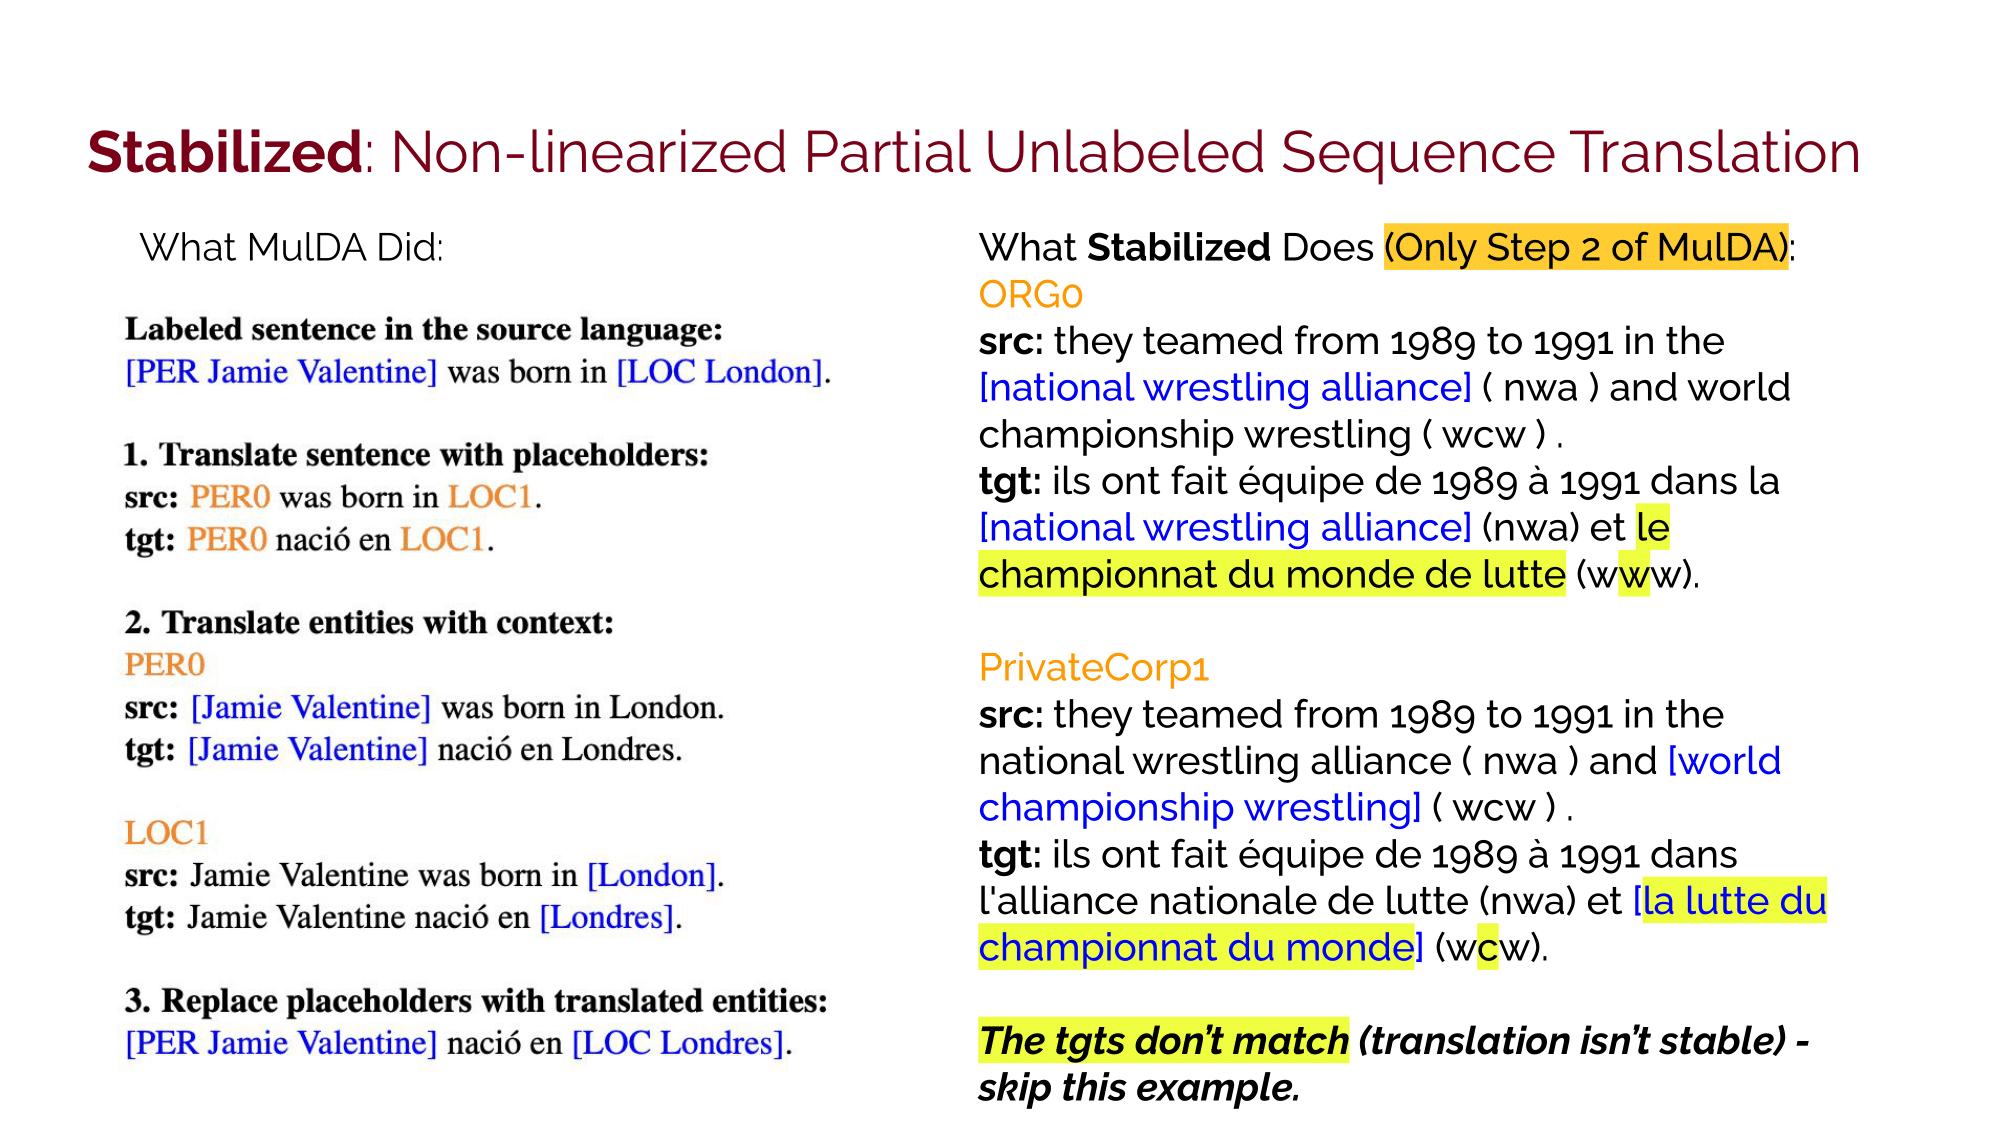 Stabilized: Non-linearized Partial Unlabeled Sequence Translation
What MulDA Did:
Labeled sentence in the source language:
[PER Jamie Valentine] was born in [LOC London].
1. Translate sentence with placeholders:
src: PER0 was born in LOC1.
tgt: PER0 nació en LOC1.
2. Translate entities with context:
PER0
src: [Jamie Valentine] was born in London.
tgt: [Jamie Valentine] nació en Londres.
LOC1
src: Jamie Valentine was born in [London].
tgt: Jamie Valentine nació en [Londres].
3. Replace placeholders with translated entities:
[PER Jamie Valentine] nació en [LOC Londres].
What Stabilized Does (Only Step 2 of MulDA):
ORG0
src: they teamed from 1989 to 1991 in the
[national wrestling alliance] ( nwa ) and world
championship wrestling ( wcw ) .
tgt: ils ont fait équipe de 1989 à 1991 dans la
[national wrestling alliance] (nwa) et le
championnat du monde de lutte (www).
PrivateCorp1
src: they teamed from 1989 to 1991 in the
national wrestling alliance ( nwa ) and [world
championship wrestling] ( wcw ) .
tgt: ils ont fait équipe de 1989 à 1991 dans
l'alliance nationale de lutte (nwa) et [la lutte du
championnat du monde] (wcw).
The tgts don’t match (translation isn’t stable) -
skip this example.